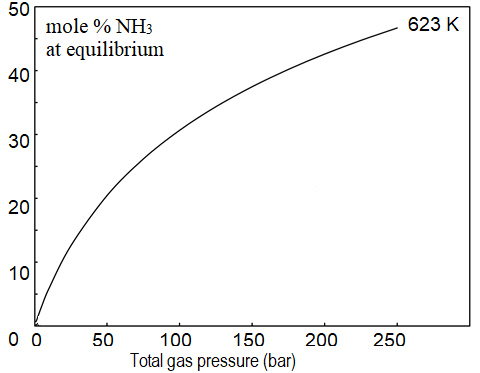 50
mole % NH3
at equilibrium
623 K
40
30
20
10
0 0 50 100 150 200 250
Total gas pressure (bar)